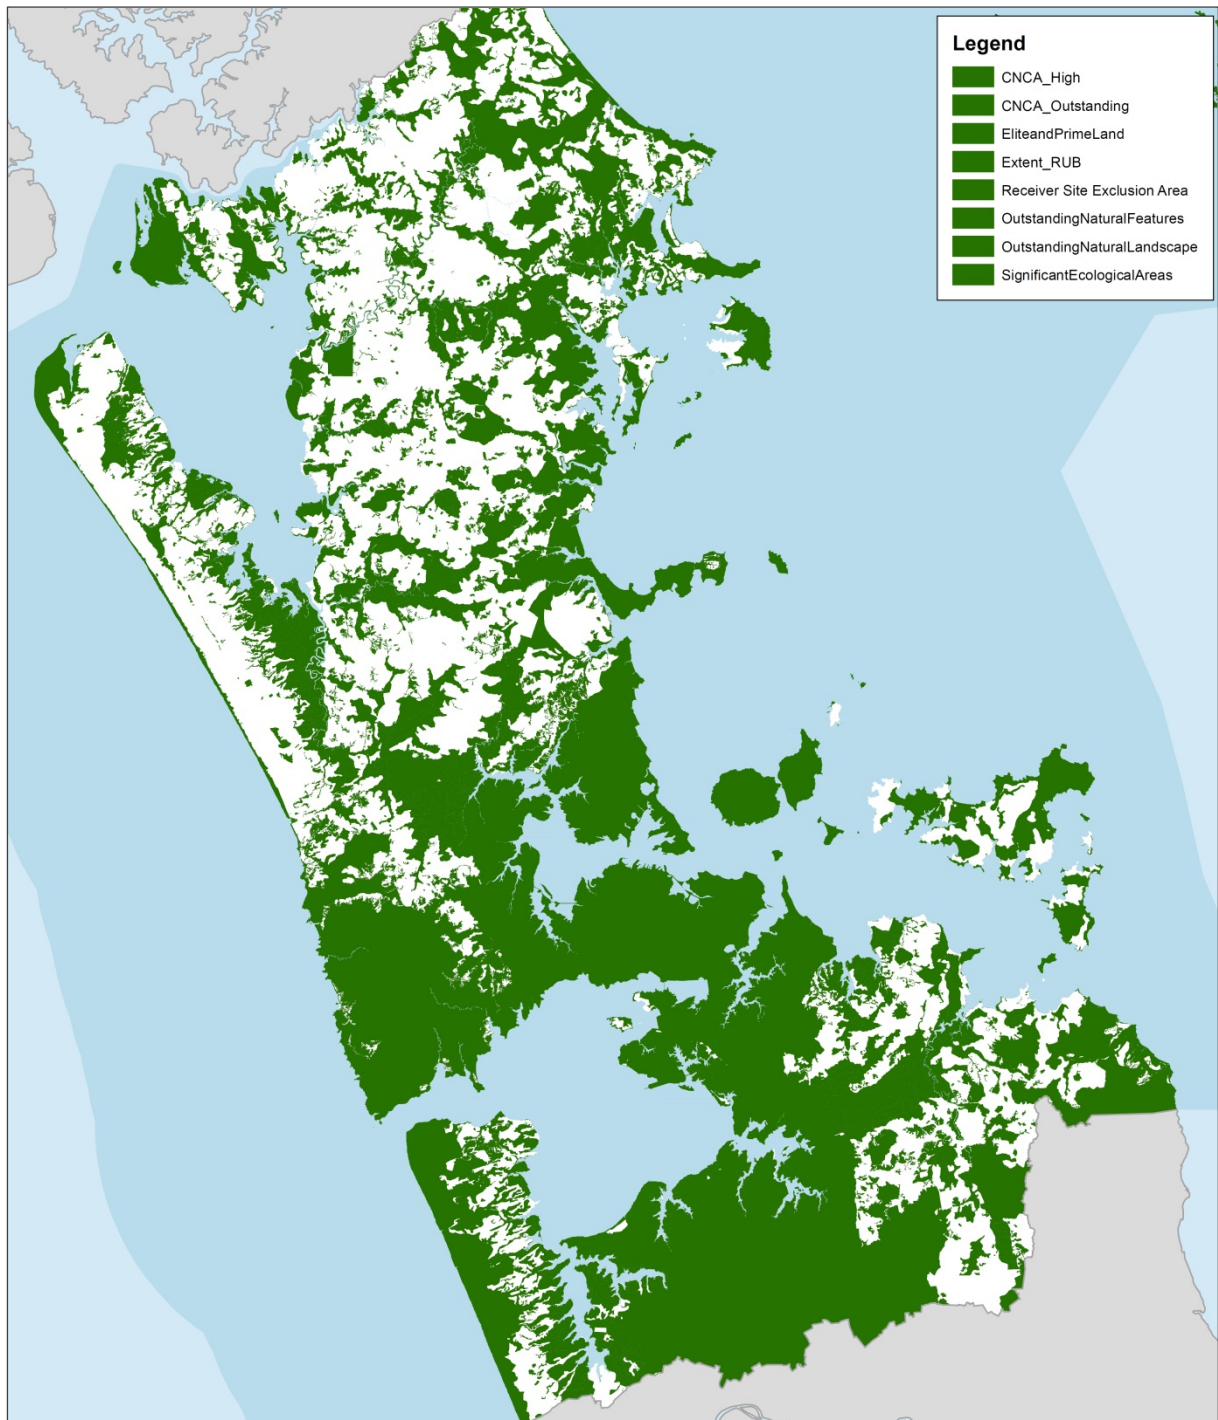 Legend
CNCA_High
CNCA_Outstanding
EliteandPrimeLand
Extent_RUB
Receiver Site Exclusion Area
OutstandingNaturalFeatures
OutstandingNaturalLandscape
SignificantEcologicalAreas